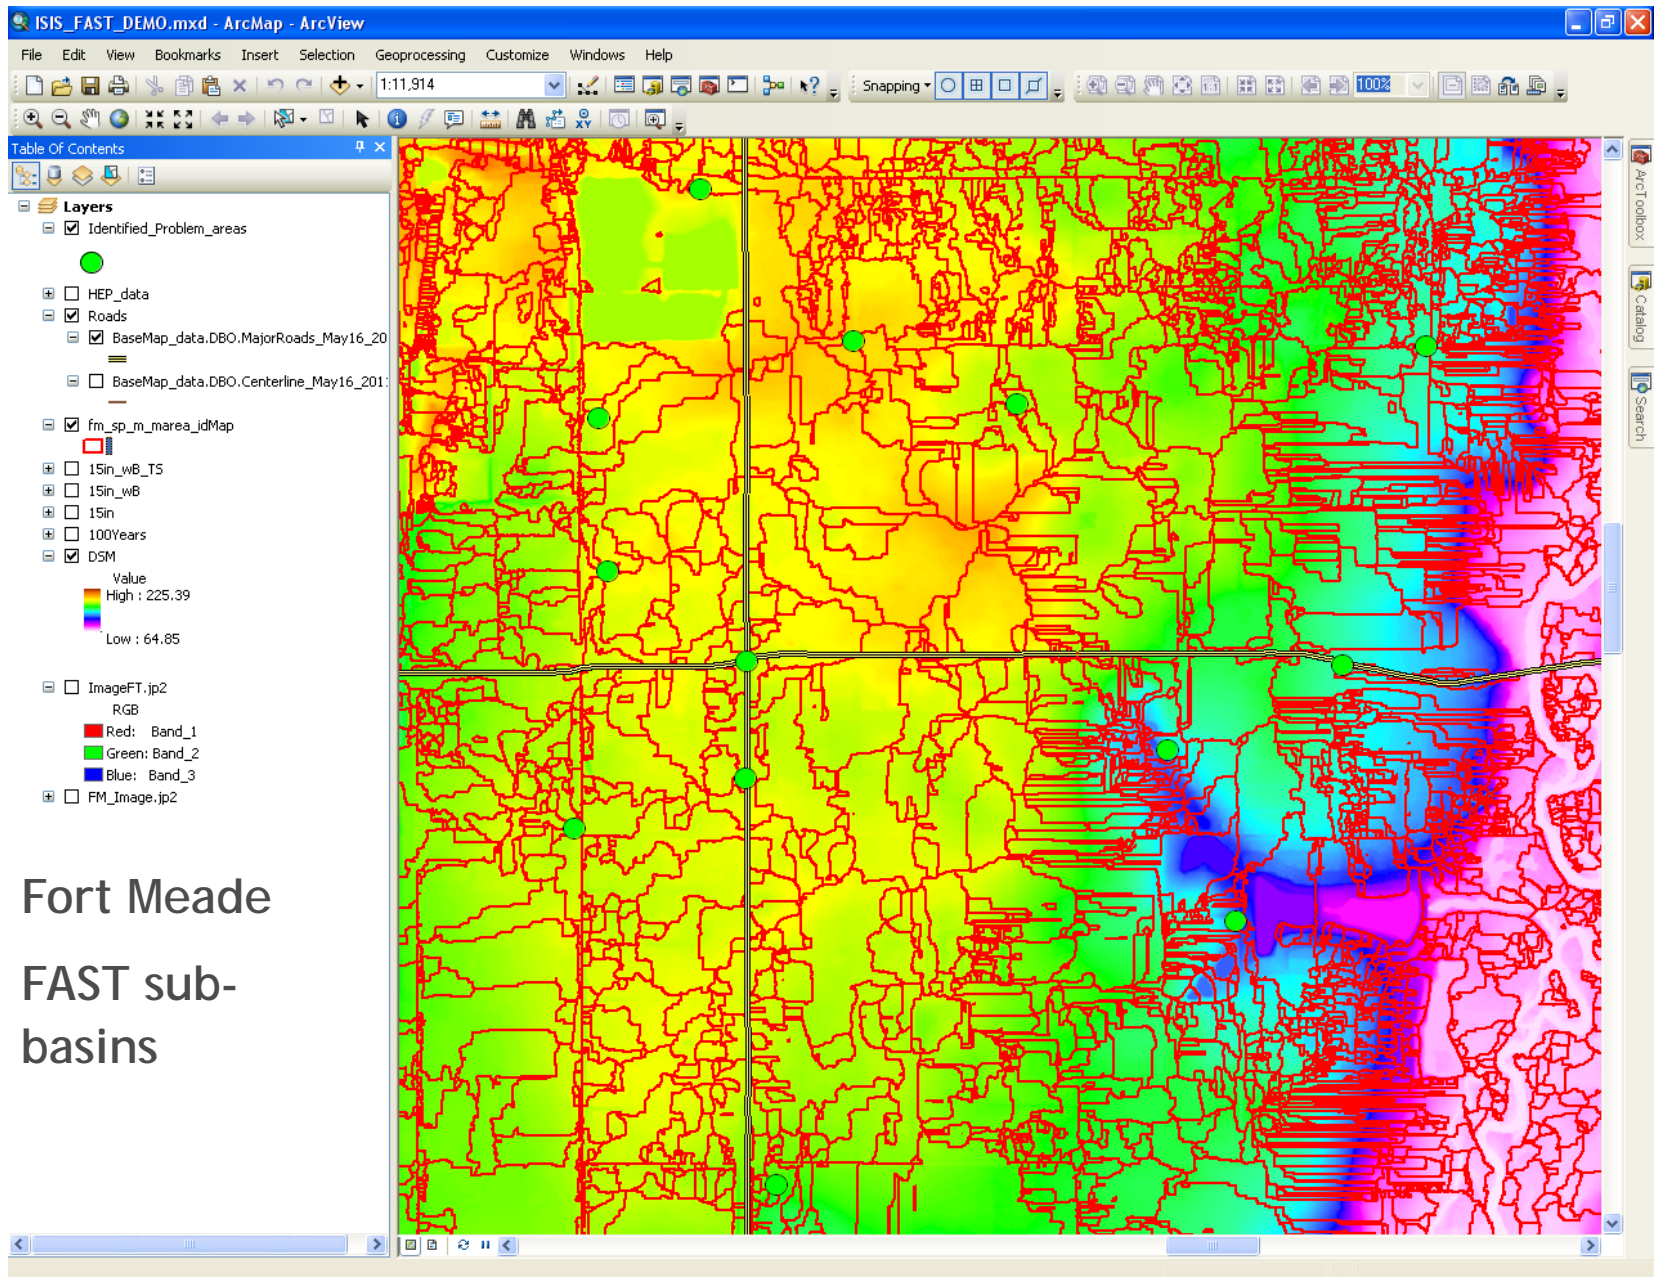 ISIS_FAST_DEMO.mxd - ArcMap - ArcView
File Edit View Bookmarks Insert Selection Geoprocessing Customize Windows Help
1:11,914
Snapping
100%
Table Of Contents
Layers
Identified_Problem_areas
HEP_data
Roads
BaseMap_data.DBO.MajorRoads_May16_20
BaseMap_data.DBO.Centerline_May16_201
fm_sp_m_marea_idMap
15in_wB_TS
15in_wB
15in
100Years
DSM
Value
High : 225.39
Low : 64.85
ImageFT.jp2
RGB
Red: Band_1
Green: Band_2
Blue: Band_3
FM_Image.jp2
Fort Meade
FAST sub-
basins
ArcToolbox
Catalog
Search